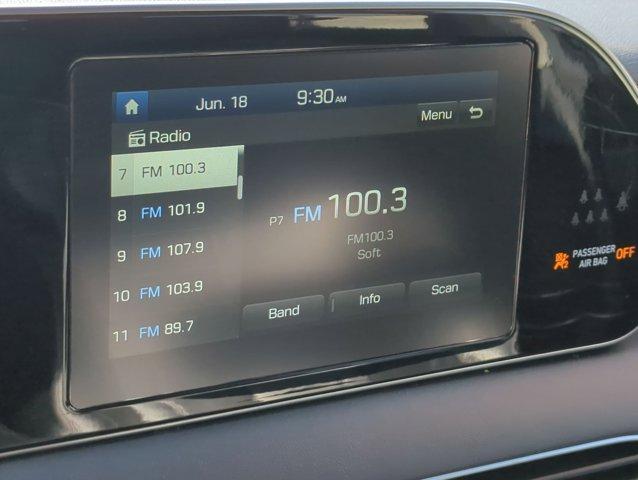 Jun. 18 9:30 AM
Menu
Radio
7 FM 100.3
8 FM 101.9
9 FM 107.9
10 FM 103.9
11 FM 89.7
P7 FM 100.3
FM100.3
Soft
Band Info Scan
PASSENGER
AIR BAG OFF